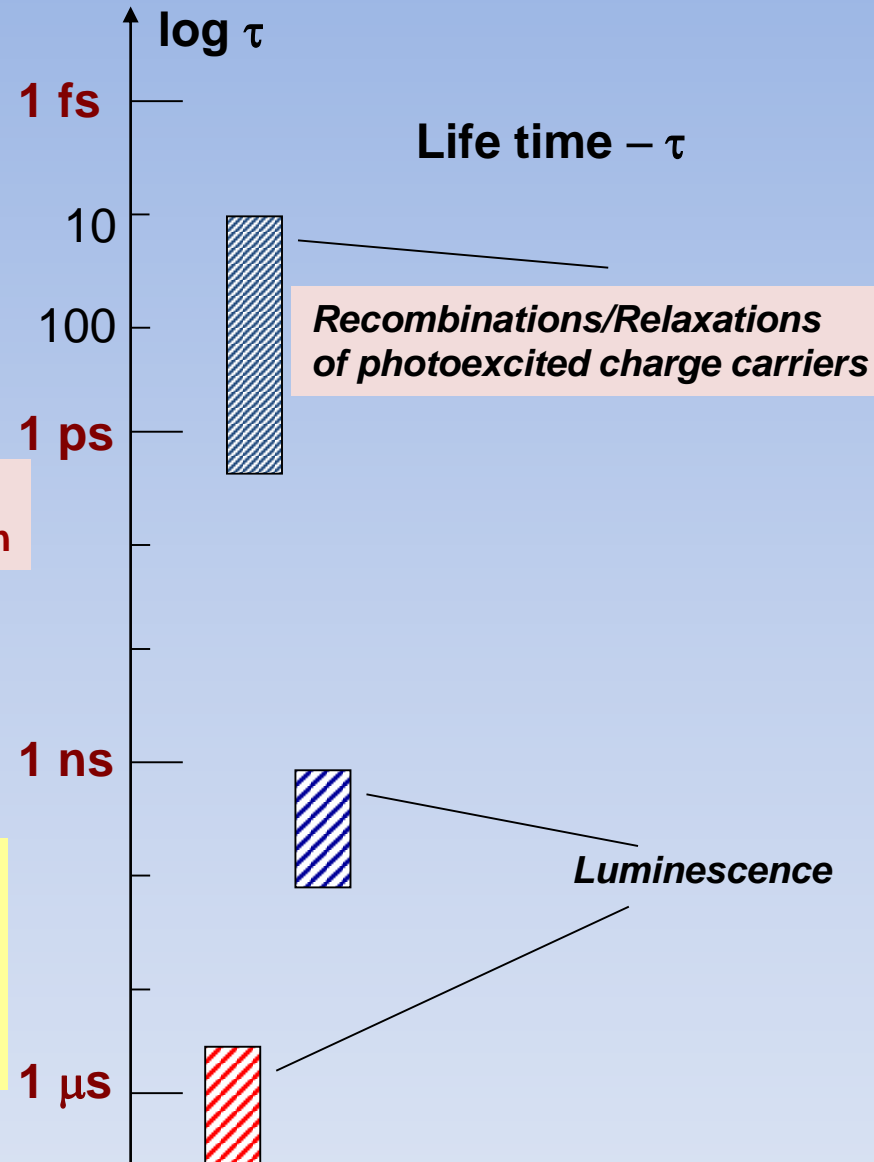 log τ
1 fs
Life time – τ
10
100
Recombinations/Relaxations
of photoexcited charge carriers
1 ps
n
1 ns
Luminescence
1 μs